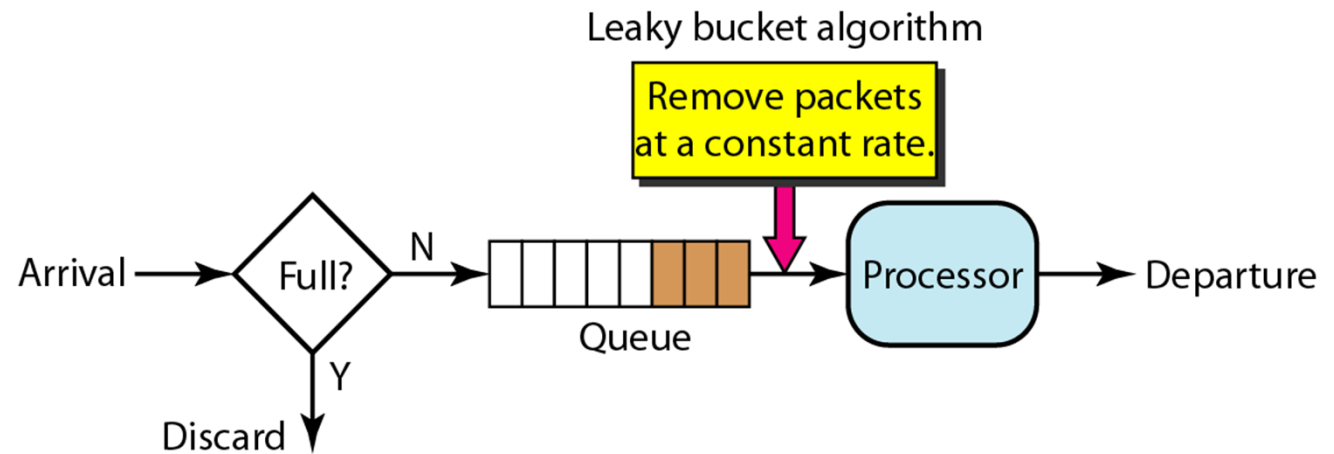 Leaky bucket algorithm
Remove packets
at a constant rate.
Arrival
Full?
N
Queue
Processor
Departure
Y
Discard